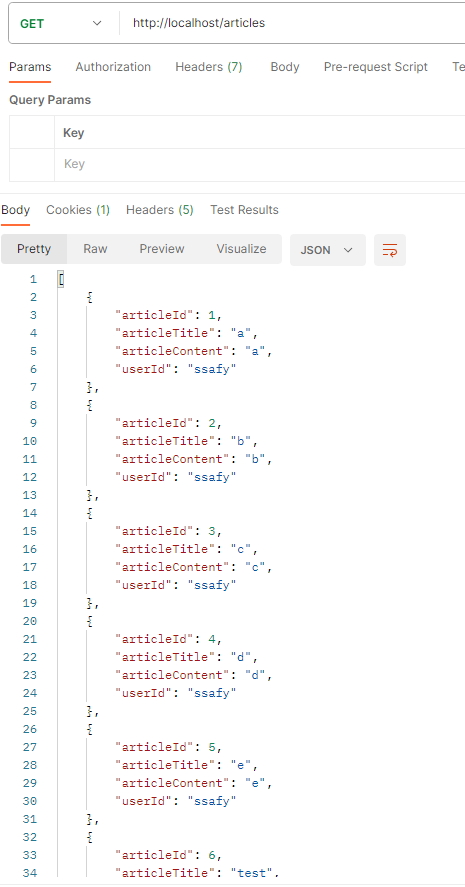 GET http://localhost/articles
Params Authorization Headers (7) Body Pre-request Script Te
Query Params
Key
Key
Body Cookies (1) Headers (5) Test Results
Pretty Raw Preview Visualize JSON
1 [
2 {
3 "articleId": 1,
4 "articleTitle": "a",
5 "articleContent": "a",
6 "userId": "ssafy"
7 },
8 {
9 "articleId": 2,
10 "articleTitle": "b",
11 "articleContent": "b",
12 "userId": "ssafy"
13 },
14 {
15 "articleId": 3,
16 "articleTitle": "c",
17 "articleContent": "c",
18 "userId": "ssafy"
19 },
20 {
21 "articleId": 4,
22 "articleTitle": "d",
23 "articleContent": "d",
24 "userId": "ssafy"
25 },
26 {
27 "articleId": 5,
28 "articleTitle": "e",
29 "articleContent": "e",
30 "userId": "ssafy"
31 },
32 {
33 "articleId": 6,
34 "articleTitle": "test",